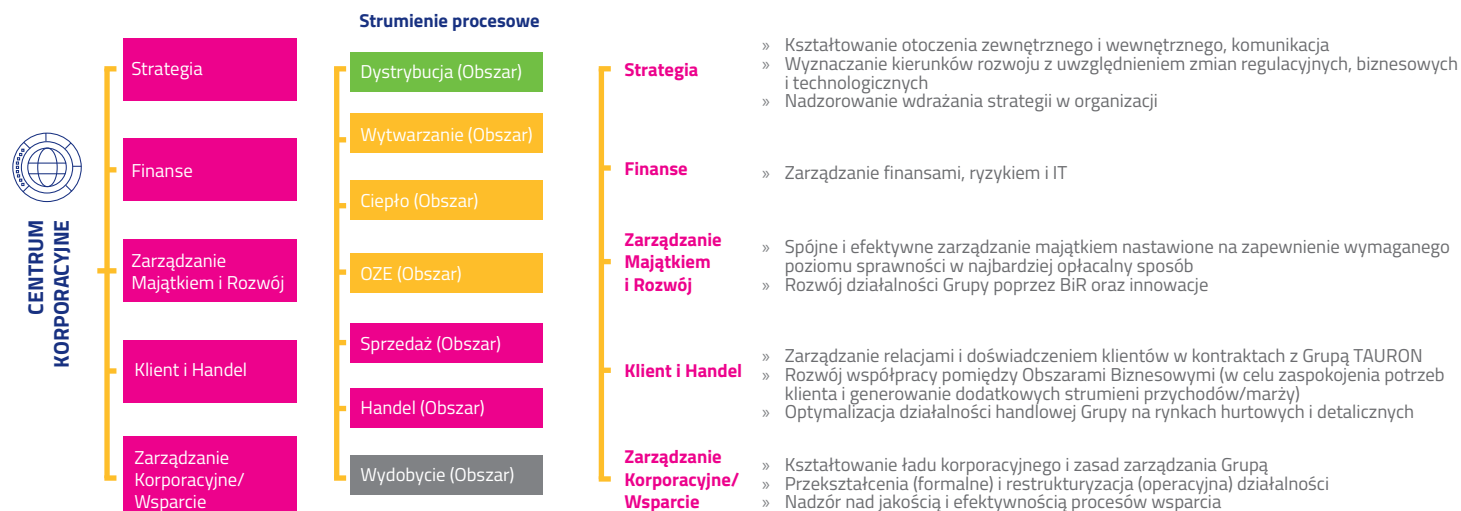 Strumienie procesowe
CENTRUM
KORPORACYJNE
Strategia
Finanse
Zarządzanie
Majątkiem i Rozwój
Klient i Handel
Zarządzanie
Korporacyjne/
Wsparcie
Dystrybucja (Obszar)
Wytwarzanie (Obszar)
Ciepło (Obszar)
OZE (Obszar)
Sprzedaż (Obszar)
Handel (Obszar)
Wydobycie (Obszar)
Strategia
» Kształtowanie otoczenia zewnętrznego i wewnętrznego, komunikacja
» Wyznaczanie kierunków rozwoju z uwzględnieniem zmian regulacyjnych, biznesowych
i technologicznych
» Nadzorowanie wdrażania strategii w organizacji
Finanse
» Zarządzanie finansami, ryzykiem i IT
Zarządzanie
Majątkiem
i Rozwój
» Spójne i efektywne zarządzanie majątkiem nastawione na zapewnienie wymaganego
poziomu sprawności w najbardziej opłacalny sposób
» Rozwój działalności Grupy poprzez BiR oraz innowacje
Klient i Handel
» Zarządzanie relacjami i doświadczeniem klientów w kontraktach z Grupą TAURON
» Rozwój współpracy pomiędzy Obszarami Biznesowymi (w celu zaspokojenia potrzeb
klienta i generowanie dodatkowych strumieni przychodów/marży)
» Optymalizacja działalności handlowej Grupy na rynkach hurtowych i detalicznych
Zarządzanie
Korporacyjne/
Wsparcie
» Kształtowanie ładu korporacyjnego i zasad zarządzania Grupą
» Przekształcenia (formalne) i restrukturyzacja (operacyjna) działalności
» Nadzór nad jakością i efektywnością procesów wsparcia